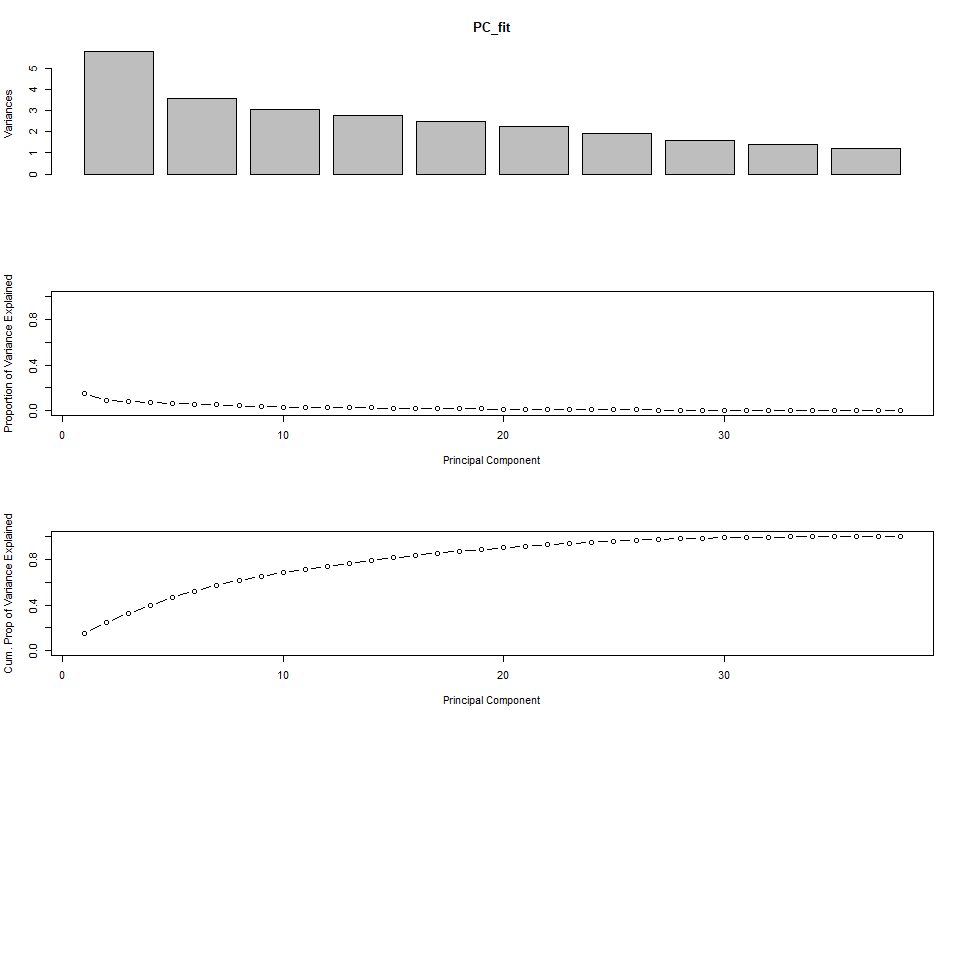 PC_fit
Variances
5
4
3
2
1
0
Proportion of Variance Explained
0.8
0.4
0.0
0 10 20 30
Principal Component
Cum. Prop of Variance Explained
0.8
0.4
0.0
0 10 20 30
Principal Component